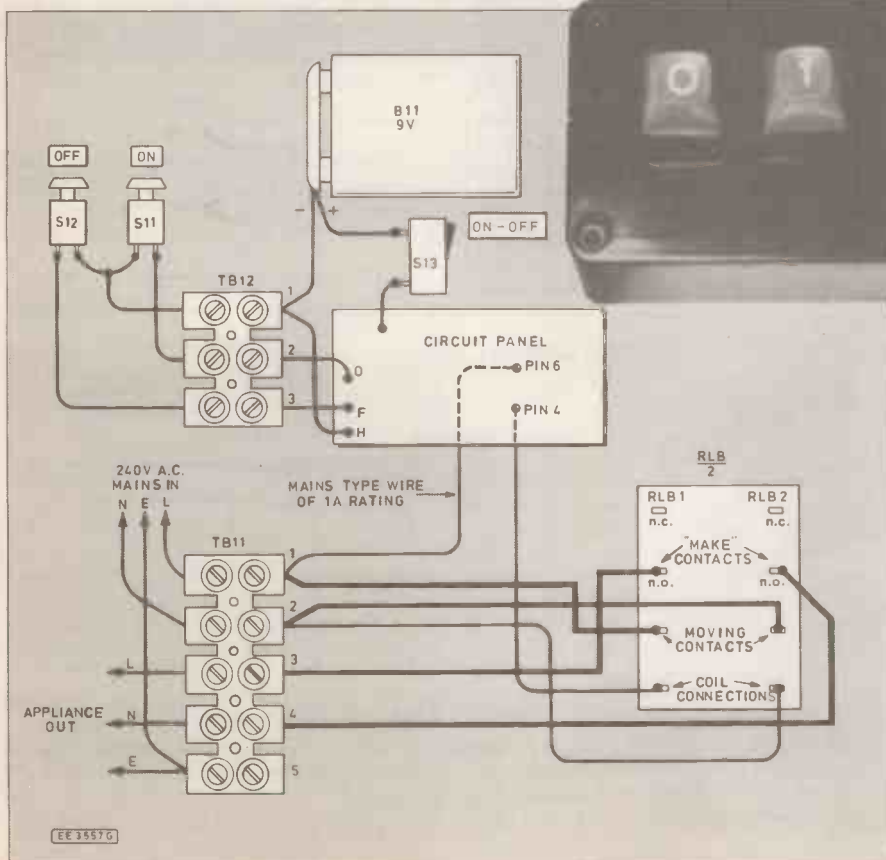 B11
9V
OFF
ON
S12
S11
- +
ON-OFF
S13
TB12
1
2
3
CIRCUIT PANEL
PIN 6
PIN 4
O
F
H
240V A.C.
MAINS IN
N E L
MAINS TYPE WIRE
OF 1A RATING
RLB
2
RLB1
n.c.
RLB2
n.c.
TB11
1
2
3
4
5
"MAKE"
CONTACTS
n.o.
n.o.
MOVING
CONTACTS
COIL
CONNECTIONS
L
APPLIANCE
OUT
N
E
EE3557G
O
I